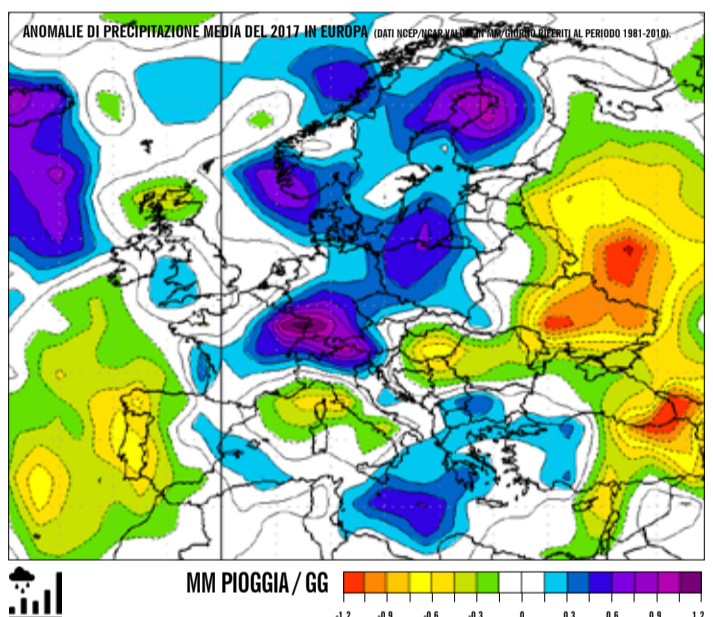 ANOMALIE DI PRECIPITAZIONE MEDIA DEL 2017 IN EUROPA (DATI NCEP/NCAR, VALORI IN MM/GIORNO RIFERITI AL PERIODO 1981-2010).
MM PIOGGIA / GG
-1.2 -0.9 -0.6 -0.3 0 0.3 0.6 0.9 1.2